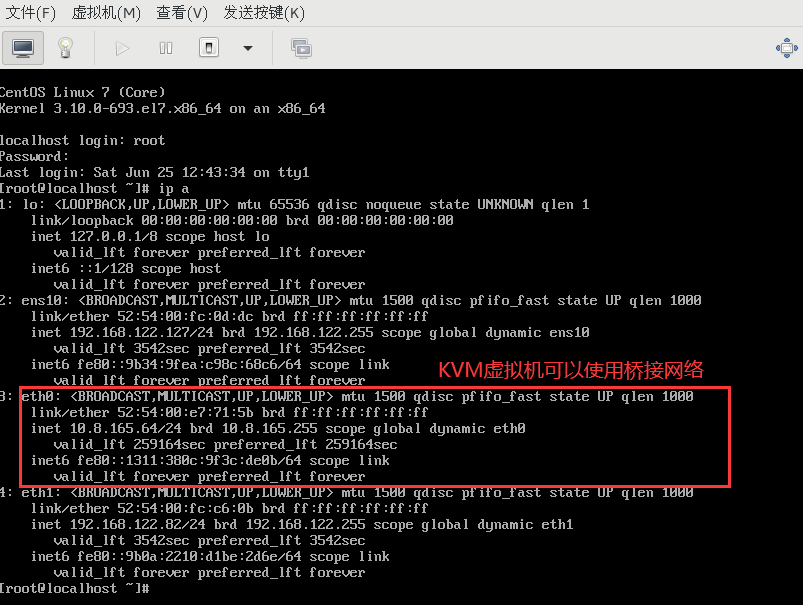 文件(F) 虚拟机(M) 查看(V) 发送按键(K)
CentOS Linux 7 (Core)
Kernel 3.10.0-693.el7.x86_64 on an x86_64
localhost login: root
Password:
Last login: Sat Jun 25 12:43:34 on tty1
[root@localhost ~]# ip a
1: lo: <LOOPBACK,UP,LOWER_UP> mtu 65536 qdisc noqueue state UNKNOWN qlen 1
link/loopback 00:00:00:00:00:00 brd 00:00:00:00:00:00
inet 127.0.0.1/8 scope host lo
valid_lft forever preferred_lft forever
inet6 ::1/128 scope host
valid_lft forever preferred_lft forever
2: ens10: <BROADCAST,MULTICAST,UP,LOWER_UP> mtu 1500 qdisc pfifo_fast state UP qlen 1000
link/ether 52:54:00:fc:0d:dc brd ff:ff:ff:ff:ff:ff
inet 192.168.122.127/24 brd 192.168.122.255 scope global dynamic ens10
valid_lft 3542sec preferred_lft 3542sec
inet6 fe80::9b34:9fea:c98c:68c6/64 scope link
valid_lft forever preferred_lft forever
KVM虚拟机可以使用桥接网络
3: eth0: <BROADCAST,MULTICAST,UP,LOWER_UP> mtu 1500 qdisc pfifo_fast state UP qlen 1000
link/ether 52:54:00:e7:71:5b brd ff:ff:ff:ff:ff:ff
inet 10.8.165.64/24 brd 10.8.165.255 scope global dynamic eth0
valid_lft 259164sec preferred_lft 259164sec
inet6 fe80::1311:380c:9f3c:de0b/64 scope link
valid_lft forever preferred_lft forever
4: eth1: <BROADCAST,MULTICAST,UP,LOWER_UP> mtu 1500 qdisc pfifo_fast state UP qlen 1000
link/ether 52:54:00:fc:c6:0b brd ff:ff:ff:ff:ff:ff
inet 192.168.122.82/24 brd 192.168.122.255 scope global dynamic eth1
valid_lft 3542sec preferred_lft 3542sec
inet6 fe80::9b0a:2210:d1be:2d6e/64 scope link
valid_lft forever preferred_lft forever
[root@localhost ~]#